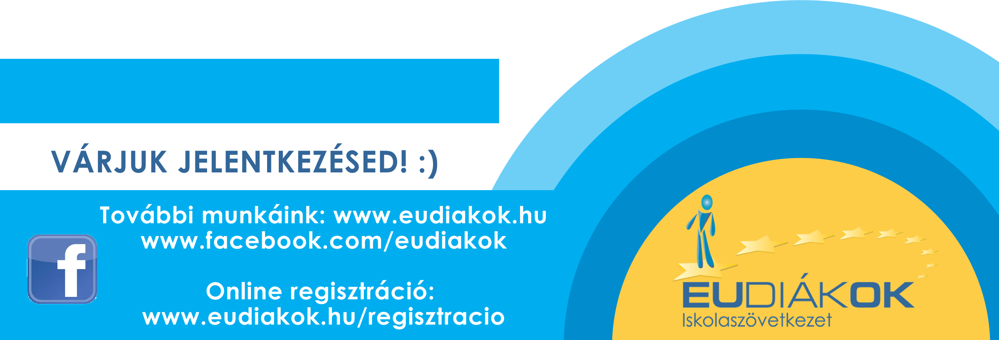 VÁRJUK JELENTKEZÉSED! :)
További munkáink: www.eudiakok.hu
www.facebook.com/eudiakok
Online regisztráció:
www.eudiakok.hu/regisztracio
f
EUDIÁKOK
Iskolaszövetkezet